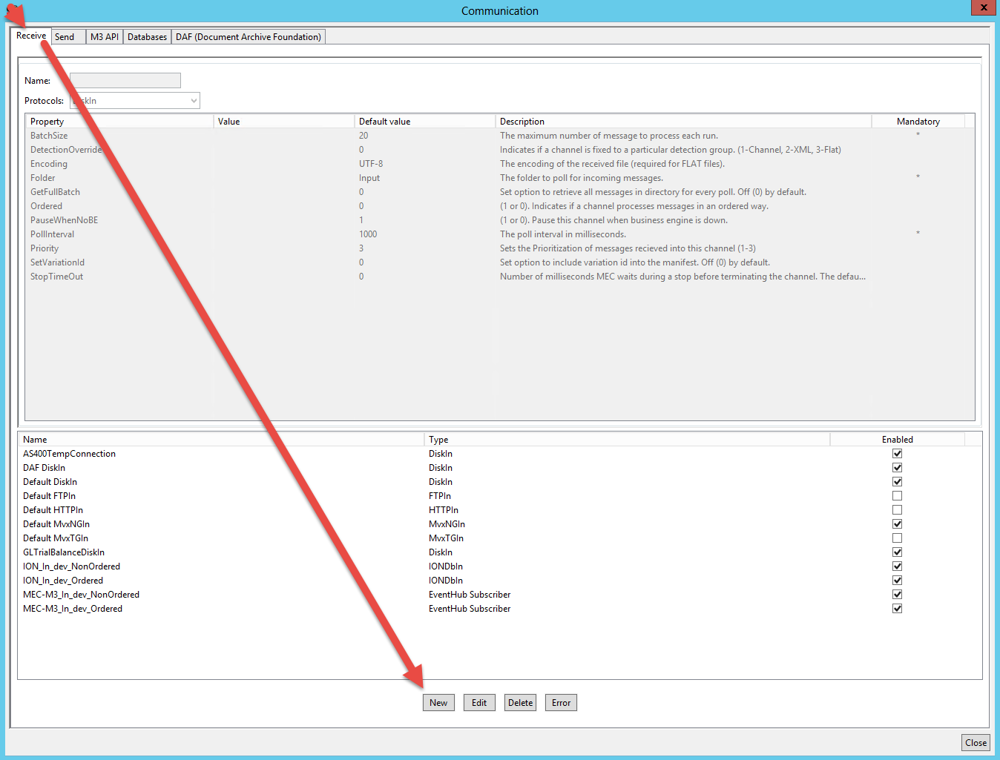 Communication
x
Receive Send M3 API Databases DAF (Document Archive Foundation)
Name:
Protocols:
Property Value Default value Description Mandatory
BatchSize 20 The maximum number of message to process each run. *
DetectionOverride 0 Indicates if a channel is fixed to a particular detection group. (1-Channel, 2-XML, 3-Flat)
Encoding UTF-8 The encoding of the received file (required for FLAT files).
Folder Input The folder to poll for incoming messages. *
GetFullBatch 0 Set option to retrieve all messages in directory for every poll. Off (0) by default.
Ordered 0 (1 or 0). Indicates if a channel processes messages in an ordered way.
PauseWhenNoBE 1 (1 or 0). Pause this channel when business engine is down.
PollInterval 1000 The poll interval in milliseconds. *
Priority 3 Sets the Prioritization of messages recieved into this channel (1-3)
SetVariationId 0 Set option to include variation id into the manifest. Off (0) by default.
StopTimeOut 0 Number of milliseconds MEC waits during a stop before terminating the channel. The defau...
Name Type Enabled
AS400TempConnection DiskIn
DAF DiskIn DiskIn
Default DiskIn DiskIn
Default FTPIn FTPIn
Default HTTPIn HTTPIn
Default MvxNGIn MvxNGIn
Default MvxTGIn MvxTGIn
GLTrialBalanceDiskIn DiskIn
ION_In_dev_NonOrdered IONDbIn
ION_In_dev_Ordered IONDbIn
MEC-M3_In_dev_NonOrdered EventHub Subscriber
MEC-M3_In_dev_Ordered EventHub Subscriber
New Edit Delete Error
Close